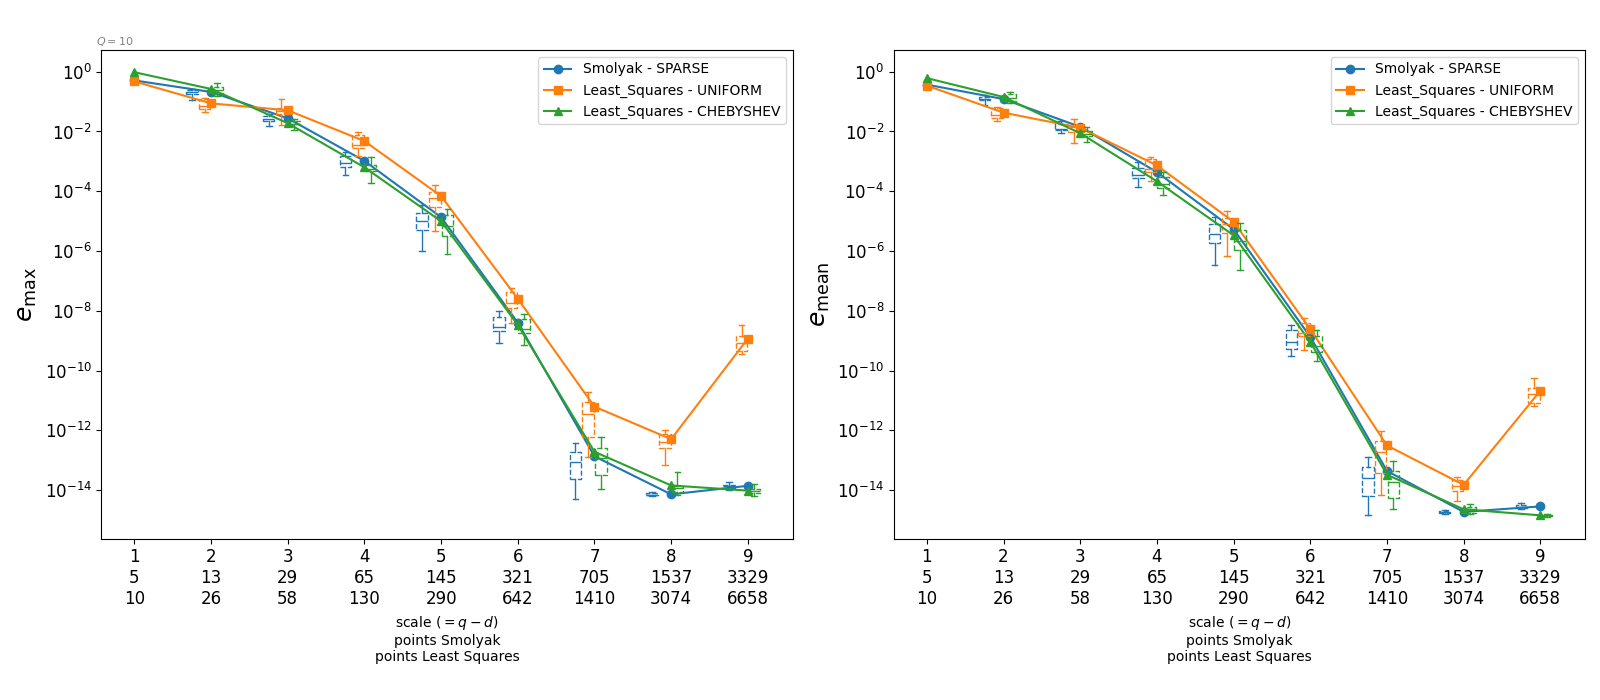 Q = 10
Smolyak - SPARSE
Least_Squares - UNIFORM
Least_Squares - CHEBYSHEV
10⁰
10⁻²
10⁻⁴
10⁻⁶
10⁻⁸
10⁻¹⁰
10⁻¹²
10⁻¹⁴
e_max
1 2 3 4 5 6 7 8 9
5 13 29 65 145 321 705 1537 3329
10 26 58 130 290 642 1410 3074 6658
scale (= q − d)
points Smolyak
points Least Squares
Smolyak - SPARSE
Least_Squares - UNIFORM
Least_Squares - CHEBYSHEV
10⁰
10⁻²
10⁻⁴
10⁻⁶
10⁻⁸
10⁻¹⁰
10⁻¹²
10⁻¹⁴
e_mean
1 2 3 4 5 6 7 8 9
5 13 29 65 145 321 705 1537 3329
10 26 58 130 290 642 1410 3074 6658
scale (= q − d)
points Smolyak
points Least Squares